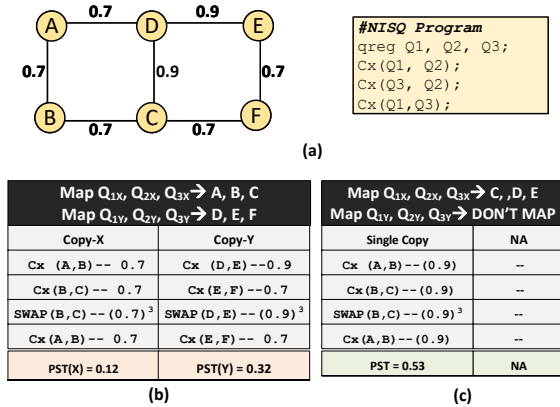 0.7 0.9
A D E
0.7 0.9 0.7
B C F
0.7 0.7
#NISQ Program
qreg Q1, Q2, Q3;
Cx(Q1, Q2);
Cx(Q3, Q2);
Cx(Q1,Q3);
(a)
Map Q1X, Q2X, Q3X→ A, B, C
Map Q1Y, Q2Y, Q3Y→ D, E, F
Copy-X Copy-Y
Cx (A,B)-- 0.7 Cx (D,E)--0.9
Cx(B,C)-- 0.7 Cx(E,F)--0.7
SWAP(B,C)--(0.7)³ SWAP(D,E)--(0.9)³
Cx(A,B)-- 0.7 Cx(E,F)-- 0.7
PST(X) = 0.12 PST(Y) = 0.32
(b)
Map Q1X, Q2X, Q3X→ C, ,D, E
Map Q1Y, Q2Y, Q3Y→ DON'T MAP
Single Copy NA
Cx (A,B)--(0.9) --
Cx(B,C)--(0.9) --
SWAP(B,C)--(0.9)³ --
Cx(A,B)--(0.9) --
PST = 0.53 NA
(c)